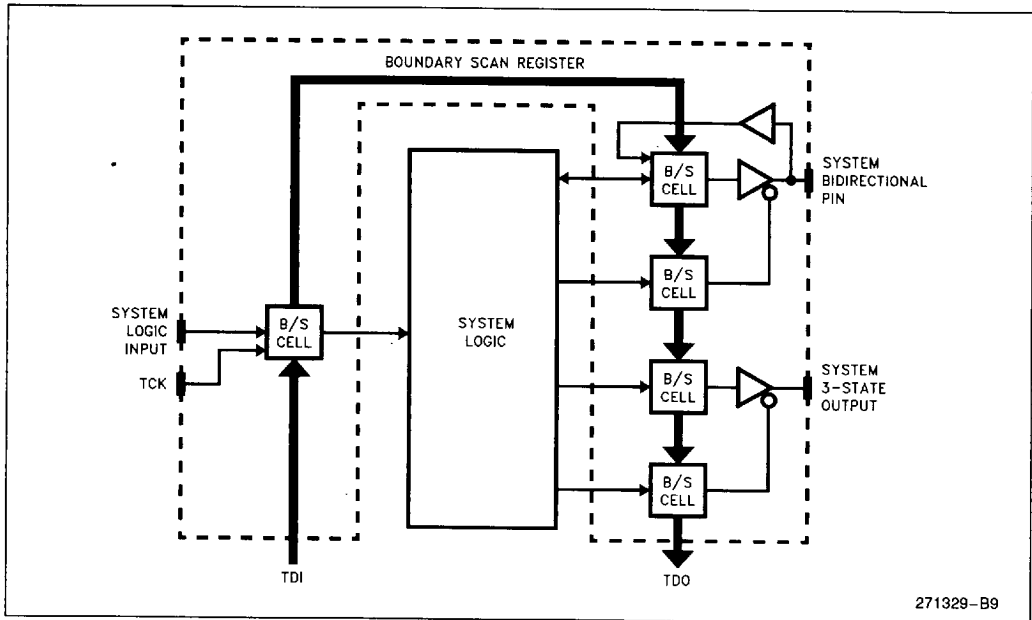 BOUNDARY SCAN REGISTER
B/S
CELL
SYSTEM
BIDIRECTIONAL
PIN
B/S
CELL
SYSTEM
LOGIC
INPUT
B/S
CELL
SYSTEM
LOGIC
TCK
B/S
CELL
SYSTEM
3-STATE
OUTPUT
B/S
CELL
TDI
TDO
271329-B9